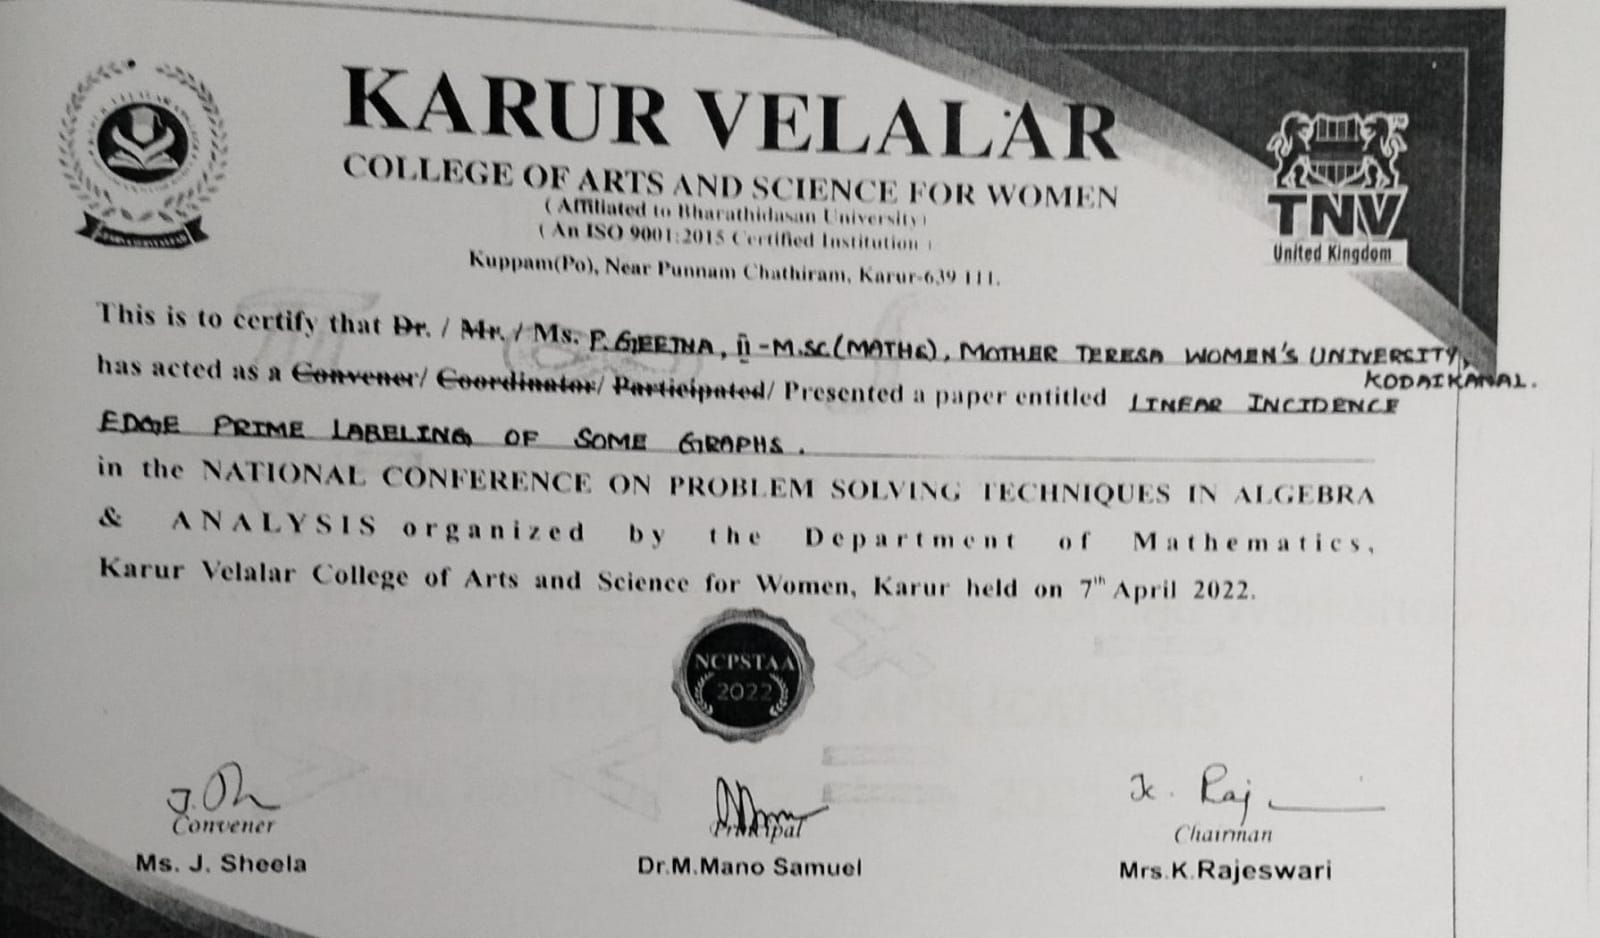 KARUR VELALAR
COLLEGE OF ARTS AND SCIENCE FOR WOMEN
( Affiliated to Bharathidasan University)
( An ISO 9001:2015 Certified Institution )
Kuppam(Po), Near Punnam Chathiram, Karur-639 111.
TNV
United Kingdom
This is to certify that Dr. / Mr. / Ms. P. GEETHA, II - M.SC (MATHS), MOTHER TERESA WOMEN'S UNIVERSITY,
KODAIKANAL.
has acted as a Convener/ Coordinator/ Participated/ Presented a paper entitled LINEAR INCIDENCE
EDGE PRIME LABELING OF SOME GRAPHS.
in the NATIONAL CONFERENCE ON PROBLEM SOLVING TECHNIQUES IN ALGEBRA
& ANALYSIS organized by the Department of Mathematics,
Karur Velalar College of Arts and Science for Women, Karur held on 7th April 2022.
NCPSTAA
2022
J.
Convener
Ms. J. Sheela
Principal
Dr.M.Mano Samuel
K. Raj
Chairman
Mrs.K.Rajeswari